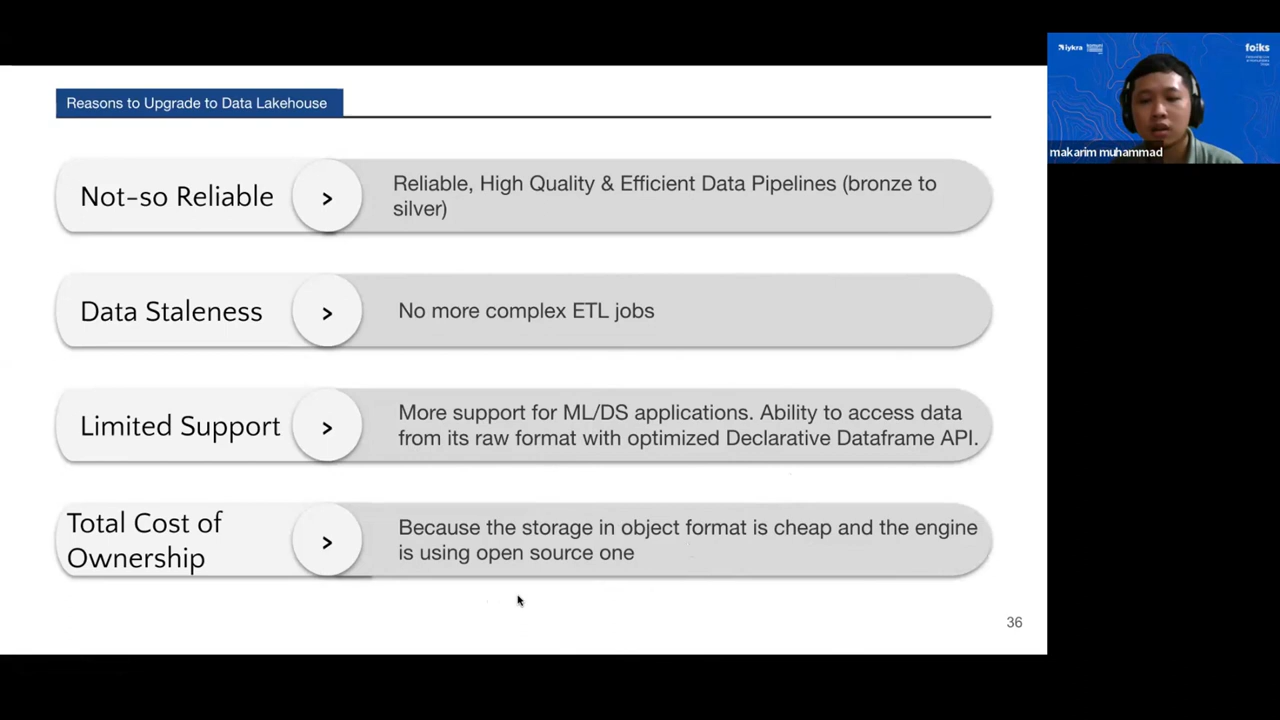 Reasons to Upgrade to Data Lakehouse
Not-so Reliable
>
Reliable, High Quality & Efficient Data Pipelines (bronze to
silver)
Data Staleness
>
No more complex ETL jobs
Limited Support
>
More support for ML/DS applications. Ability to access data
from its raw format with optimized Declarative Dataframe API.
Total Cost of
Ownership
>
Because the storage in object format is cheap and the engine
is using open source one
36
iykra
fo/ks
makarim muhammad